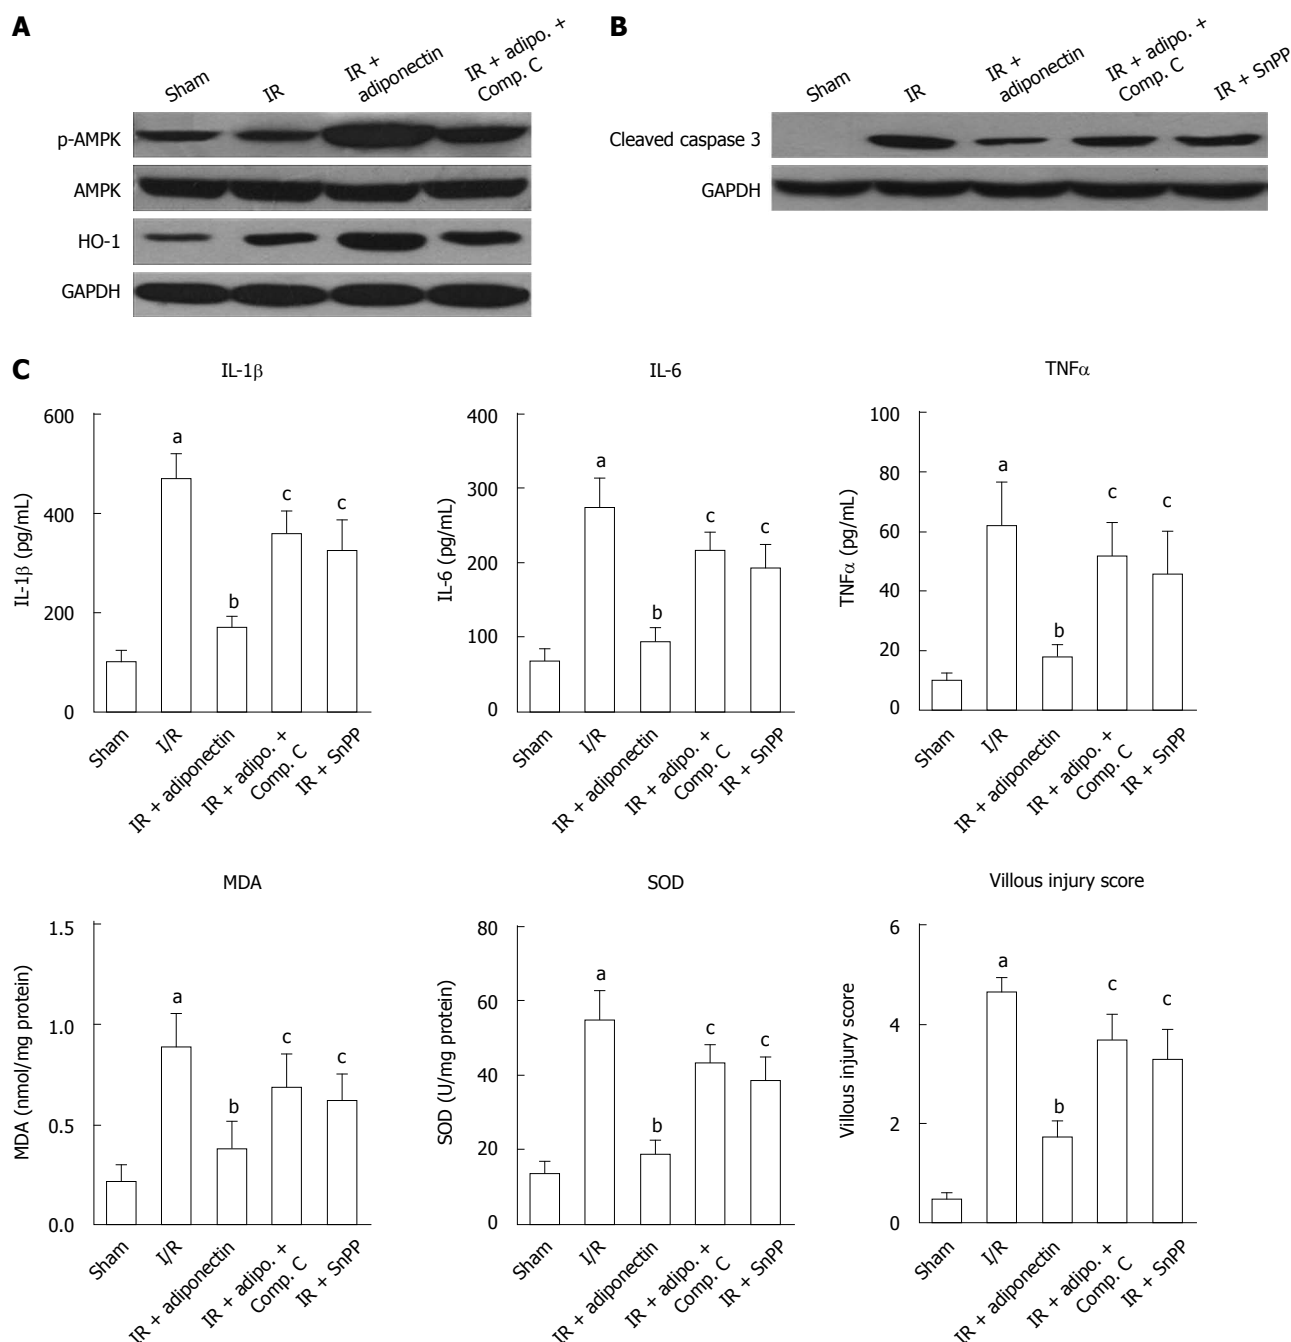 A
Sham
IR
IR +
adiponectin
IR + adipo. +
Comp. C
p-AMPK
AMPK
HO-1
GAPDH
B
Sham
IR
IR +
adiponectin
IR + adipo. +
Comp. C
IR + SnPP
Cleaved caspase 3
GAPDH
C
IL-1β
IL-1β (pg/mL)
600
400
200
0
a
b
c
c
Sham
I/R
IR + adiponectin
IR + adipo. +
Comp. C
IR + SnPP
IL-6
IL-6 (pg/mL)
400
300
200
100
0
a
b
c
c
Sham
I/R
IR + adiponectin
IR + adipo. +
Comp. C
IR + SnPP
TNFα
TNFα (pg/mL)
100
80
60
40
20
0
a
b
c
c
Sham
I/R
IR + adiponectin
IR + adipo. +
Comp. C
IR + SnPP
MDA
MDA (nmol/mg protein)
1.5
1.0
0.5
0.0
a
b
c
c
Sham
I/R
IR + adiponectin
IR + adipo. +
Comp. C
IR + SnPP
SOD
SOD (U/mg protein)
80
60
40
20
0
a
b
c
c
Sham
I/R
IR + adiponectin
IR + adipo. +
Comp. C
IR + SnPP
Villous injury score
Villous injury score
6
4
2
0
a
b
c
c
Sham
I/R
IR + adiponectin
IR + adipo. +
Comp. C
IR + SnPP